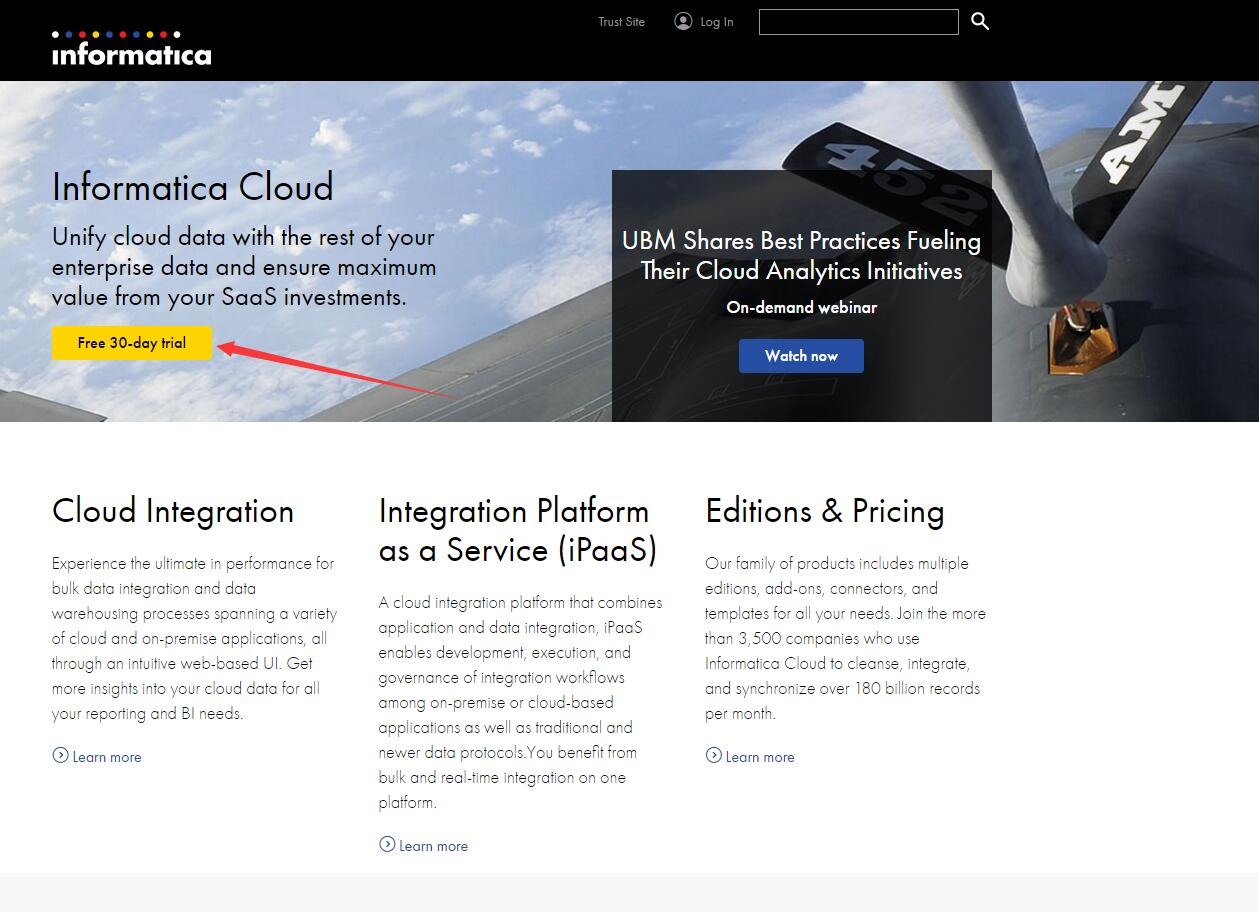 Trust Site
Log In
informatica
452
AM
Informatica Cloud
Unify cloud data with the rest of your
enterprise data and ensure maximum
value from your SaaS investments.
Free 30-day trial
UBM Shares Best Practices Fueling
Their Cloud Analytics Initiatives
On-demand webinar
Watch now
Cloud Integration
Experience the ultimate in performance for
bulk data integration and data
warehousing processes spanning a variety
of cloud and on-premise applications, all
through an intuitive web-based UI. Get
more insights into your cloud data for all
your reporting and BI needs.
Learn more
Integration Platform
as a Service (iPaaS)
A cloud integration platform that combines
application and data integration, iPaaS
enables development, execution, and
governance of integration workflows
among on-premise or cloud-based
applications as well as traditional and
newer data protocols.You benefit from
bulk and real-time integration on one
platform.
Learn more
Editions & Pricing
Our family of products includes multiple
editions, add-ons, connectors, and
templates for all your needs. Join the more
than 3,500 companies who use
Informatica Cloud to cleanse, integrate,
and synchronize over 180 billion records
per month.
Learn more